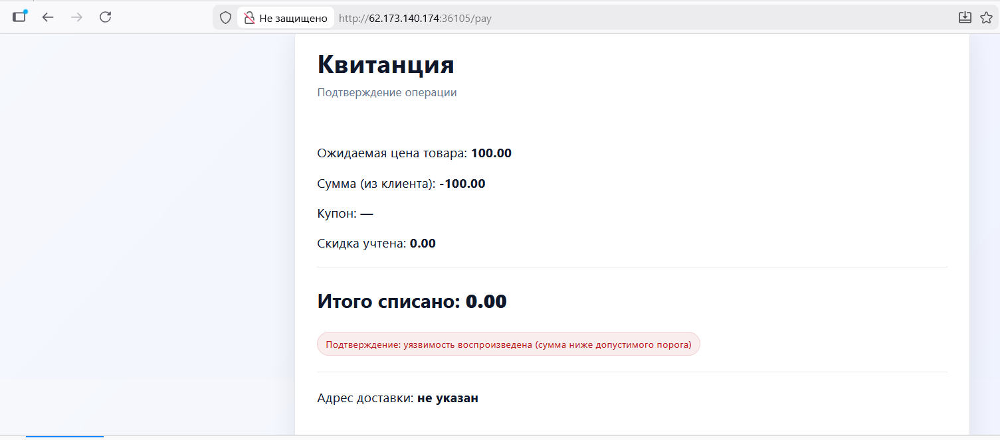 Не защищено http://62.173.140.174:36105/pay
Квитанция
Подтверждение операции
Ожидаемая цена товара: 100.00
Сумма (из клиента): -100.00
Купон: —
Скидка учтена: 0.00
Итого списано: 0.00
Подтверждение: уязвимость воспроизведена (сумма ниже допустимого порога)
Адрес доставки: не указан